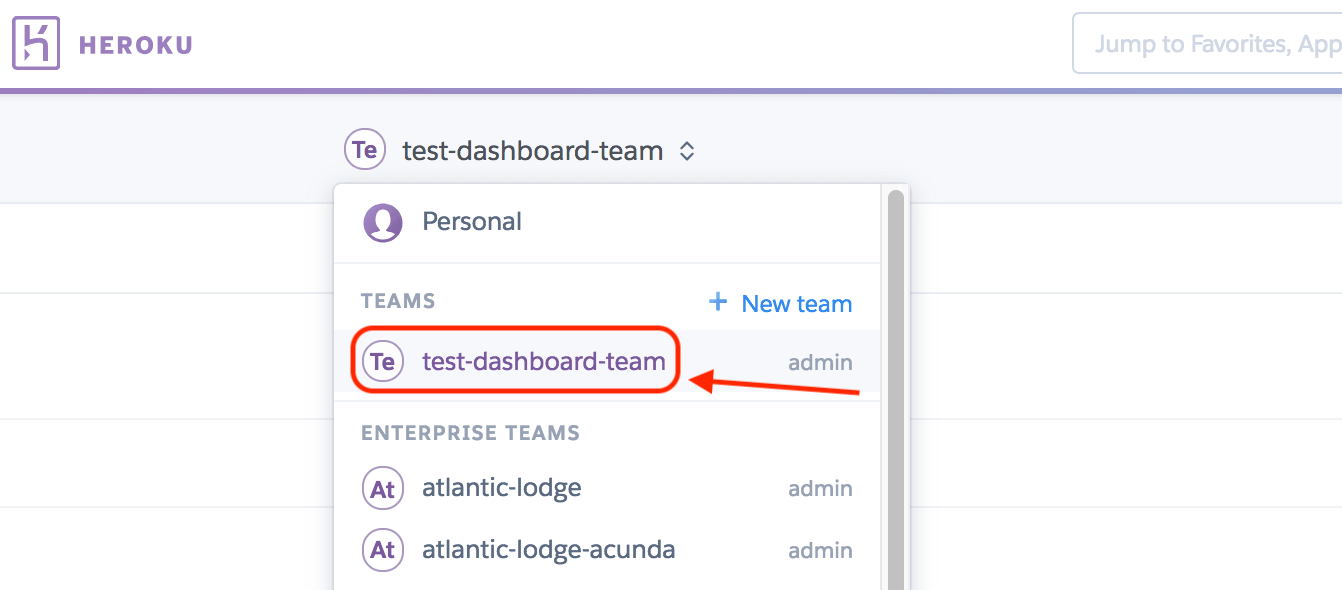 HEROKU
Jump to Favorites, App
Te test-dashboard-team
Personal
TEAMS + New team
Te test-dashboard-team admin
ENTERPRISE TEAMS
At atlantic-lodge admin
At atlantic-lodge-acunda admin